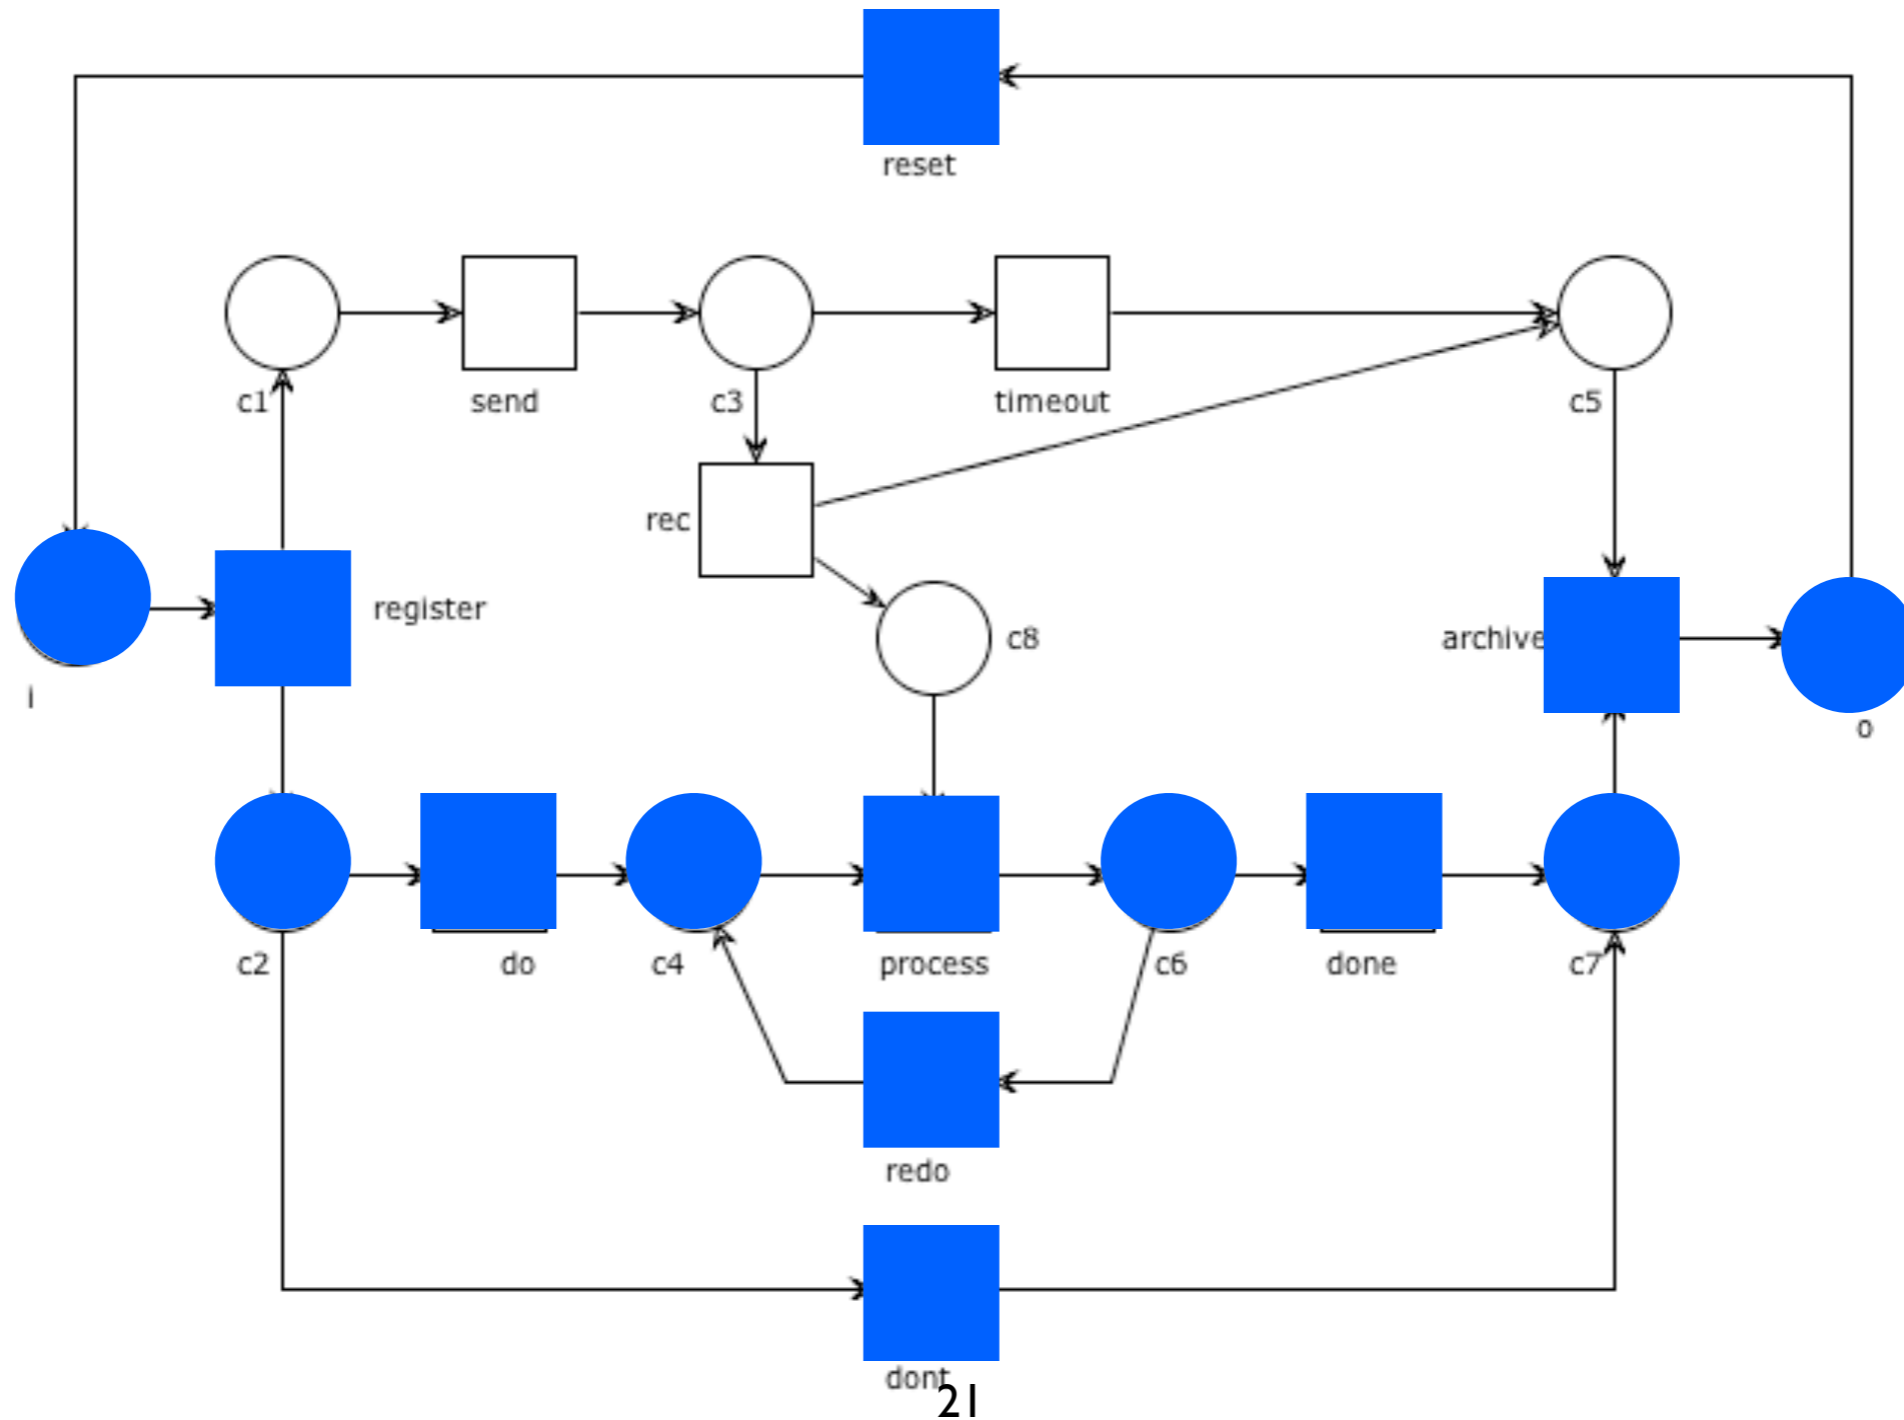 reset
c1
send
c3
timeout
c5
rec
register
c8
archive
i
o
c2
do
c4
process
c6
done
c7
redo
dont
21